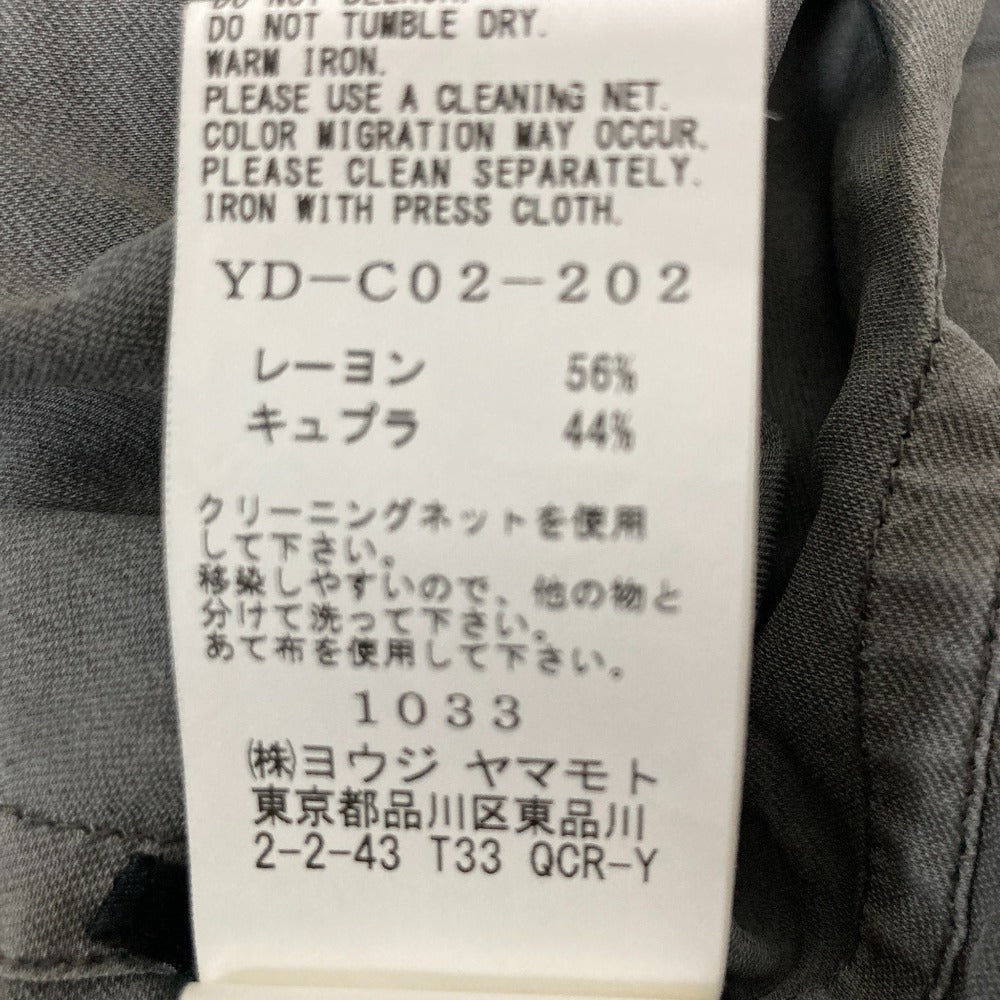 DO NOT BLEACH.
DO NOT TUMBLE DRY.
WARM IRON.
PLEASE USE A CLEANING NET.
COLOR MIGRATION MAY OCCUR.
PLEASE CLEAN SEPARATELY.
IRON WITH PRESS CLOTH.
YD-C02-202
レーヨン 56%
キュプラ 44%
クリーニングネットを使用
して下さい。
移染しやすいので、他の物と
分けて洗って下さい。
あて布を使用して下さい。
1033
㈱ヨウジ ヤマモト
東京都品川区東品川
2-2-43 T33 QCR-Y